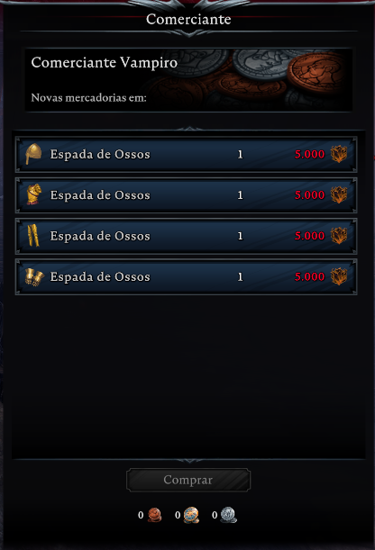 Comerciante
Comerciante Vampiro
Novas mercadorias em:
Espada de Ossos 1 5.000
Espada de Ossos 1 5.000
Espada de Ossos 1 5.000
Espada de Ossos 1 5.000
Comprar
0 0 0